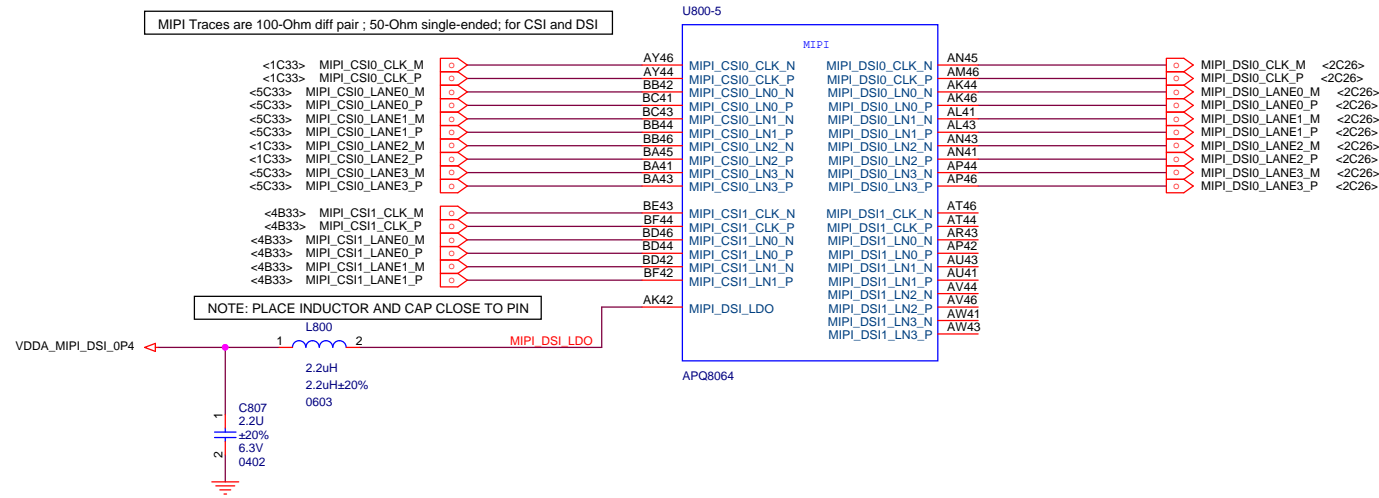 U800-5
MIPI Traces are 100-Ohm diff pair ; 50-Ohm single-ended; for CSI and DSI
MIPI
<1C33> MIPI_CSI0_CLK_M AY46 MIPI_CSI0_CLK_N MIPI_DSI0_CLK_N AN45 MIPI_DSI0_CLK_M <2C26>
<1C33> MIPI_CSI0_CLK_P AY44 MIPI_CSI0_CLK_P MIPI_DSI0_CLK_P AM46 MIPI_DSI0_CLK_P <2C26>
<5C33> MIPI_CSI0_LANE0_M BB42 MIPI_CSI0_LN0_N MIPI_DSI0_LN0_N AK44 MIPI_DSI0_LANE0_M <2C26>
<5C33> MIPI_CSI0_LANE0_P BC41 MIPI_CSI0_LN0_P MIPI_DSI0_LN0_P AK46 MIPI_DSI0_LANE0_P <2C26>
<5C33> MIPI_CSI0_LANE1_M BC43 MIPI_CSI0_LN1_N MIPI_DSI0_LN1_N AL41 MIPI_DSI0_LANE1_M <2C26>
<5C33> MIPI_CSI0_LANE1_P BB44 MIPI_CSI0_LN1_P MIPI_DSI0_LN1_P AL43 MIPI_DSI0_LANE1_P <2C26>
<1C33> MIPI_CSI0_LANE2_M BB46 MIPI_CSI0_LN2_N MIPI_DSI0_LN2_N AN43 MIPI_DSI0_LANE2_M <2C26>
<1C33> MIPI_CSI0_LANE2_P BA45 MIPI_CSI0_LN2_P MIPI_DSI0_LN2_P AN41 MIPI_DSI0_LANE2_P <2C26>
<5C33> MIPI_CSI0_LANE3_M BA41 MIPI_CSI0_LN3_N MIPI_DSI0_LN3_N AP44 MIPI_DSI0_LANE3_M <2C26>
<5C33> MIPI_CSI0_LANE3_P BA43 MIPI_CSI0_LN3_P MIPI_DSI0_LN3_P AP46 MIPI_DSI0_LANE3_P <2C26>
<4B33> MIPI_CSI1_CLK_M BE43 MIPI_CSI1_CLK_N MIPI_DSI1_CLK_N AT46
<4B33> MIPI_CSI1_CLK_P BF44 MIPI_CSI1_CLK_P MIPI_DSI1_CLK_P AT44
<4B33> MIPI_CSI1_LANE0_M BD46 MIPI_CSI1_LN0_N MIPI_DSI1_LN0_N AR43
<4B33> MIPI_CSI1_LANE0_P BD44 MIPI_CSI1_LN0_P MIPI_DSI1_LN0_P AP42
<4B33> MIPI_CSI1_LANE1_M BD42 MIPI_CSI1_LN1_N MIPI_DSI1_LN1_N AU43
<4B33> MIPI_CSI1_LANE1_P BF42 MIPI_CSI1_LN1_P MIPI_DSI1_LN1_P AU41
MIPI_DSI1_LN2_N AV44
NOTE: PLACE INDUCTOR AND CAP CLOSE TO PIN AK42 MIPI_DSI_LDO MIPI_DSI1_LN2_P AV46
MIPI_DSI1_LN3_N AW41
L800 MIPI_DSI1_LN3_P AW43
VDDA_MIPI_DSI_0P4 1 2 MIPI_DSI_LDO
2.2uH
APQ8064
2.2uH±20%
0603
1 C807
2.2U
±20%
6.3V
2 0402